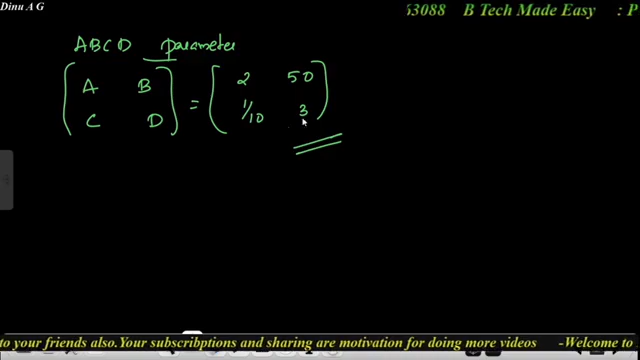 Dinu A G
53088 B Tech Made Easy : P
ABCD parameter
A B = 2 50
C D 1/10 3
to your friends also.Your subscribptions and sharing are motivation for doing more videos -Welcome to